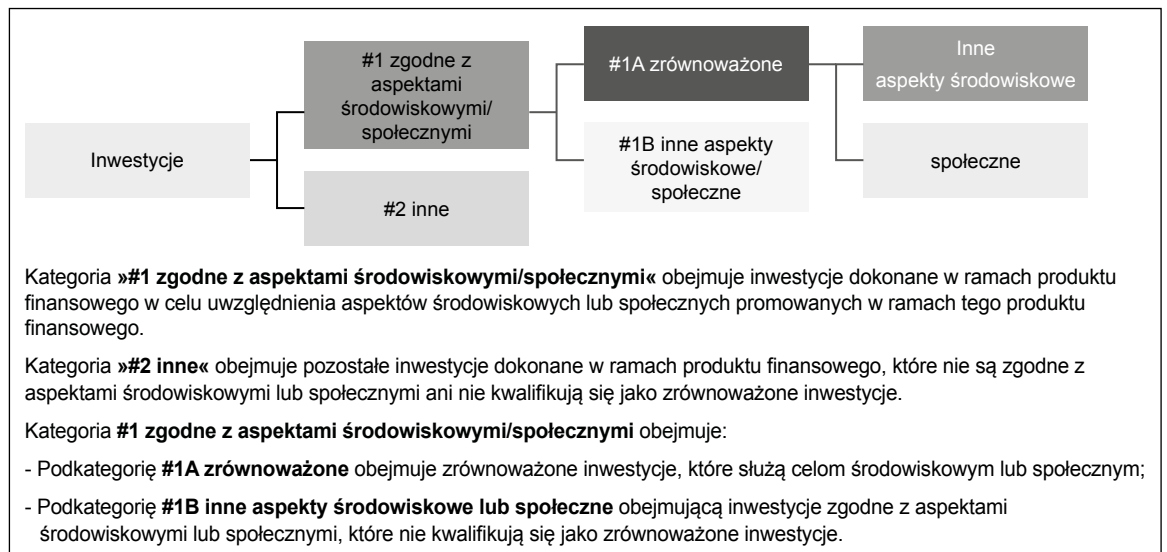 Inwestycje
#1 zgodne z
aspektami
środowiskowymi/
społecznymi
#2 inne
#1A zrównoważone
#1B inne aspekty
środowiskowe/
społeczne
Inne
aspekty środowiskowe
społeczne
Kategoria »#1 zgodne z aspektami środowiskowymi/społecznymi« obejmuje inwestycje dokonane w ramach produktu
finansowego w celu uwzględnienia aspektów środowiskowych lub społecznych promowanych w ramach tego produktu
finansowego.
Kategoria »#2 inne« obejmuje pozostałe inwestycje dokonane w ramach produktu finansowego, które nie są zgodne z
aspektami środowiskowymi lub społecznymi ani nie kwalifikują się jako zrównoważone inwestycje.
Kategoria #1 zgodne z aspektami środowiskowymi/społecznymi obejmuje:
- Podkategorię #1A zrównoważone obejmuje zrównoważone inwestycje, które służą celom środowiskowym lub społecznym;
- Podkategorię #1B inne aspekty środowiskowe lub społeczne obejmującą inwestycje zgodne z aspektami
środowiskowymi lub społecznymi, które nie kwalifikują się jako zrównoważone inwestycje.